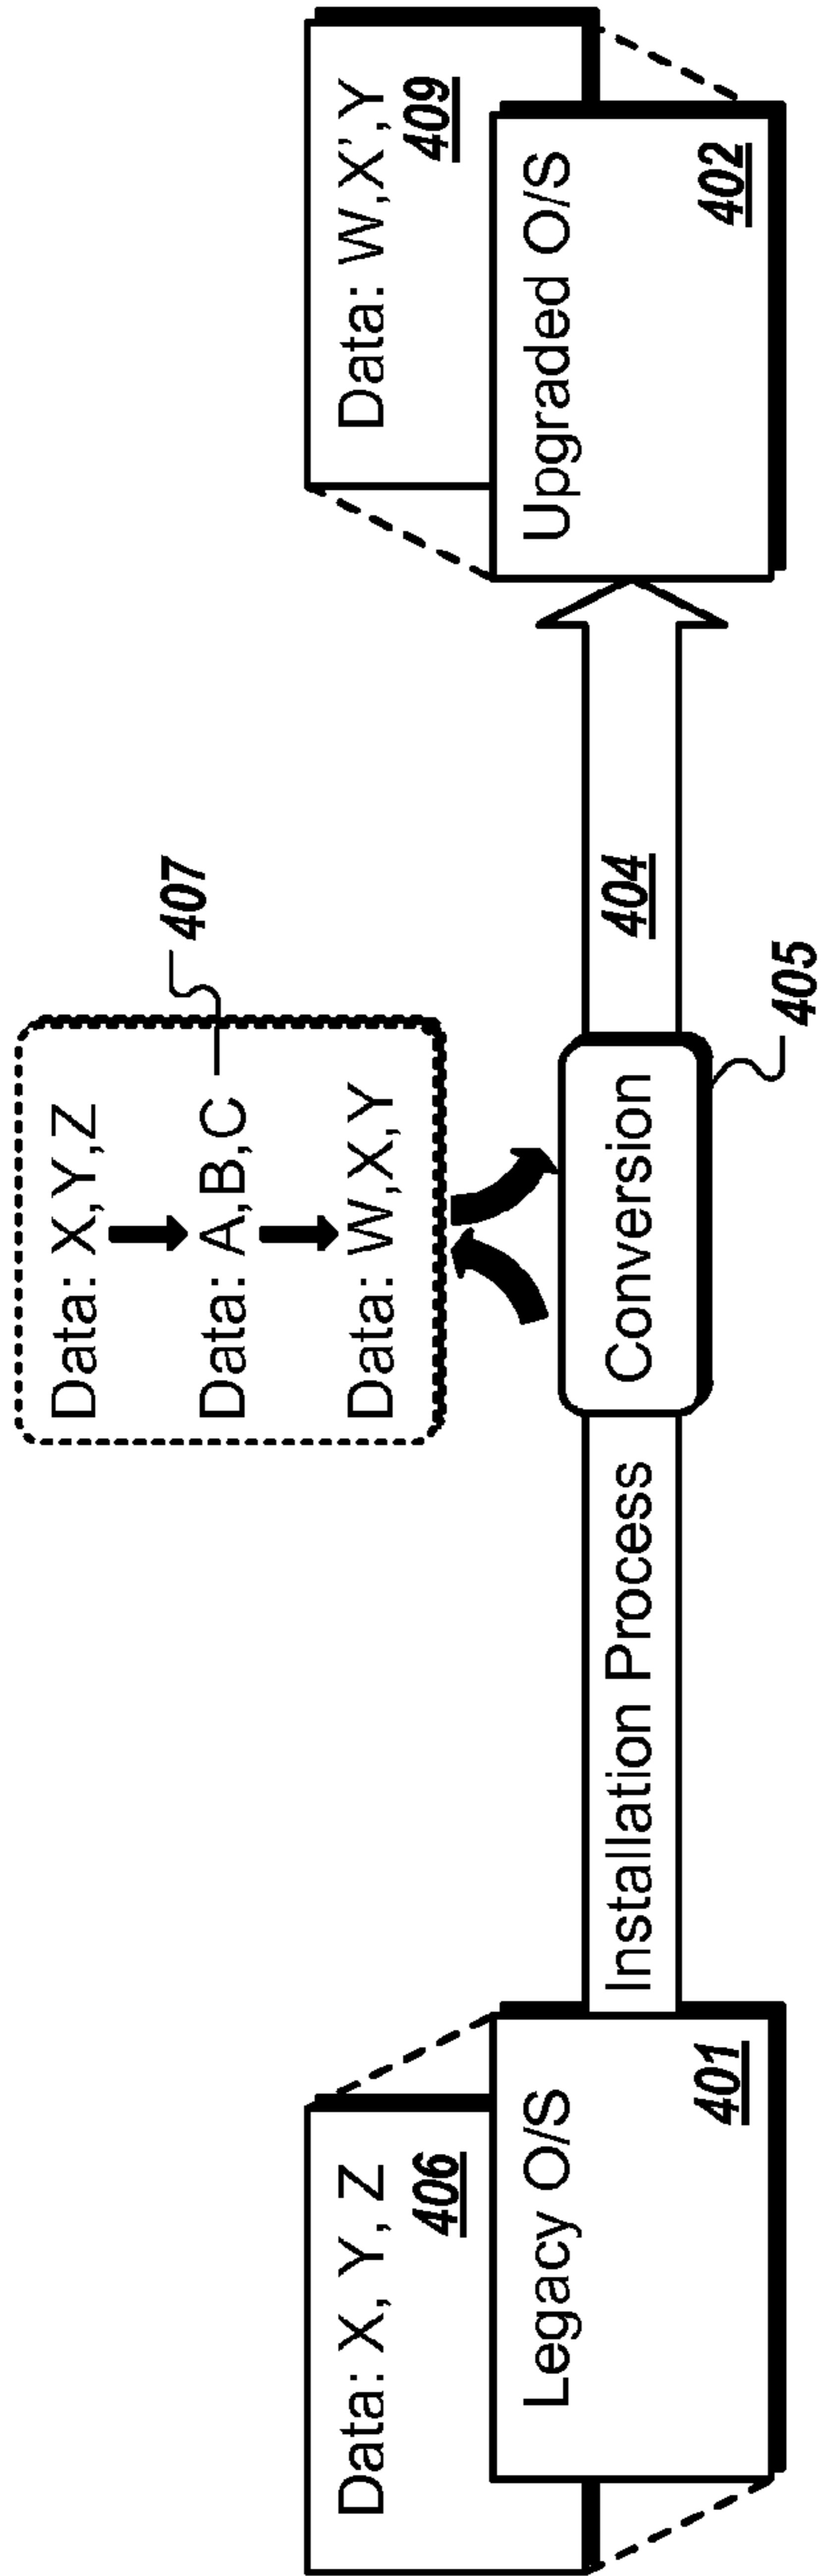 Data: X, Y, Z
406
Legacy O/S
401
Installation Process
Data: X,Y,Z
Data: A,B,C
407
Data: W,X,Y
Conversion
405
404
Data: W,X',Y
409
Upgraded O/S
402